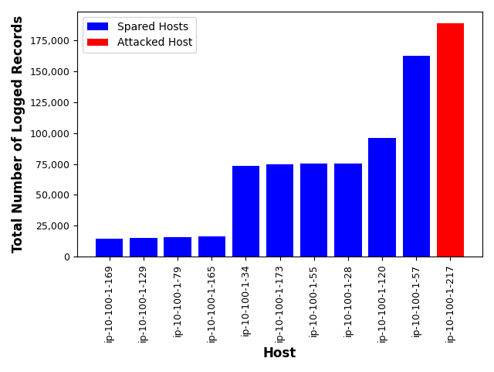 Total Number of Logged Records
175,000
150,000
125,000
100,000
75,000
50,000
25,000
0
Spared Hosts
Attacked Host
ip-10-100-1-169
ip-10-100-1-129
ip-10-100-1-79
ip-10-100-1-165
ip-10-100-1-34
ip-10-100-1-173
ip-10-100-1-55
ip-10-100-1-28
ip-10-100-1-120
ip-10-100-1-57
ip-10-100-1-217
Host